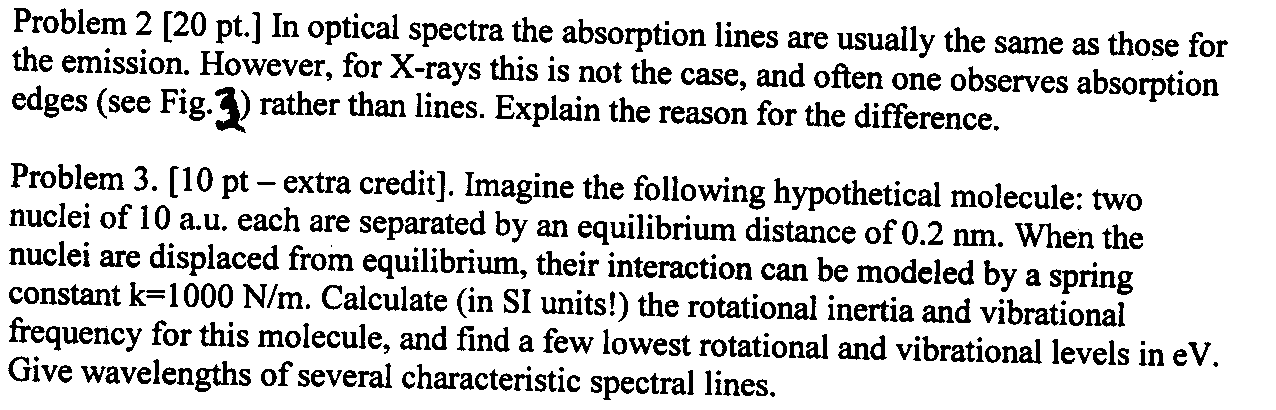 Problem 2 [20 pt.] In optical spectra the absorption lines are usually the same as those for
the emission. However, for X-rays this is not the case, and often one observes absorption
edges (see Fig.3) rather than lines. Explain the reason for the difference.
Problem 3. [10 pt – extra credit]. Imagine the following hypothetical molecule: two
nuclei of 10 a.u. each are separated by an equilibrium distance of 0.2 nm. When the
nuclei are displaced from equilibrium, their interaction can be modeled by a spring
constant k=1000 N/m. Calculate (in SI units!) the rotational inertia and vibrational
frequency for this molecule, and find a few lowest rotational and vibrational levels in eV.
Give wavelengths of several characteristic spectral lines.